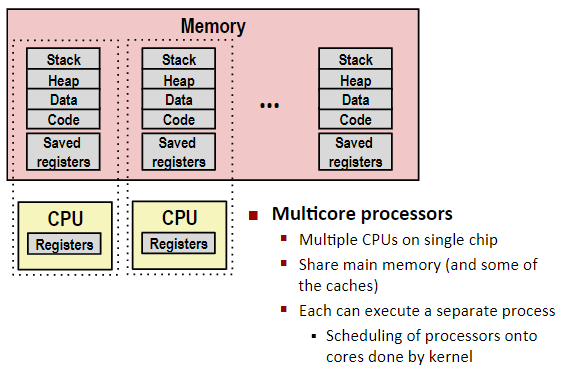 Memory
Stack
Heap
Data
Code
Saved
registers
Stack
Heap
Data
Code
Saved
registers
...
Stack
Heap
Data
Code
Saved
registers
CPU
Registers
CPU
Registers
Multicore processors
Multiple CPUs on single chip
Share main memory (and some of
the caches)
Each can execute a separate process
Scheduling of processors onto
cores done by kernel